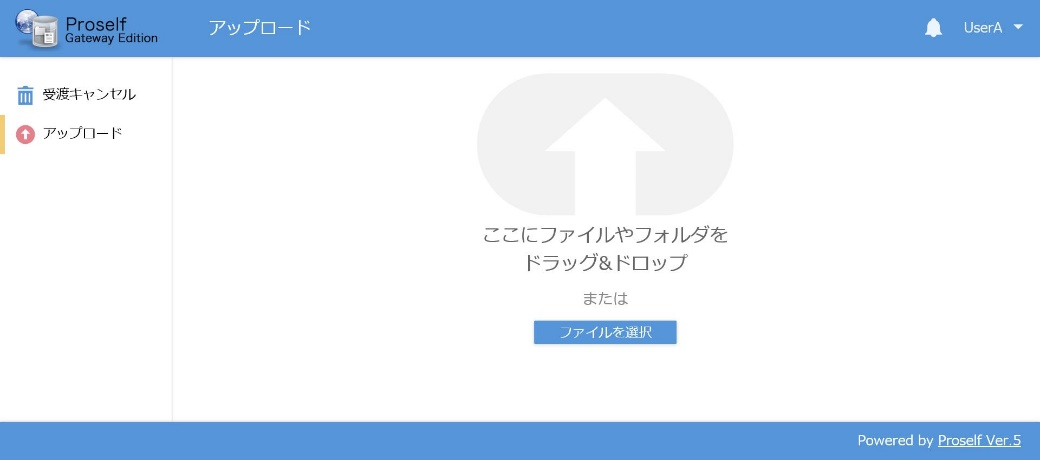 Proself
Gateway Edition
アップロード
UserA
受渡キャンセル
アップロード
ここにファイルやフォルダを
ドラッグ&ドロップ
または
ファイルを選択
Powered by Proself Ver.5